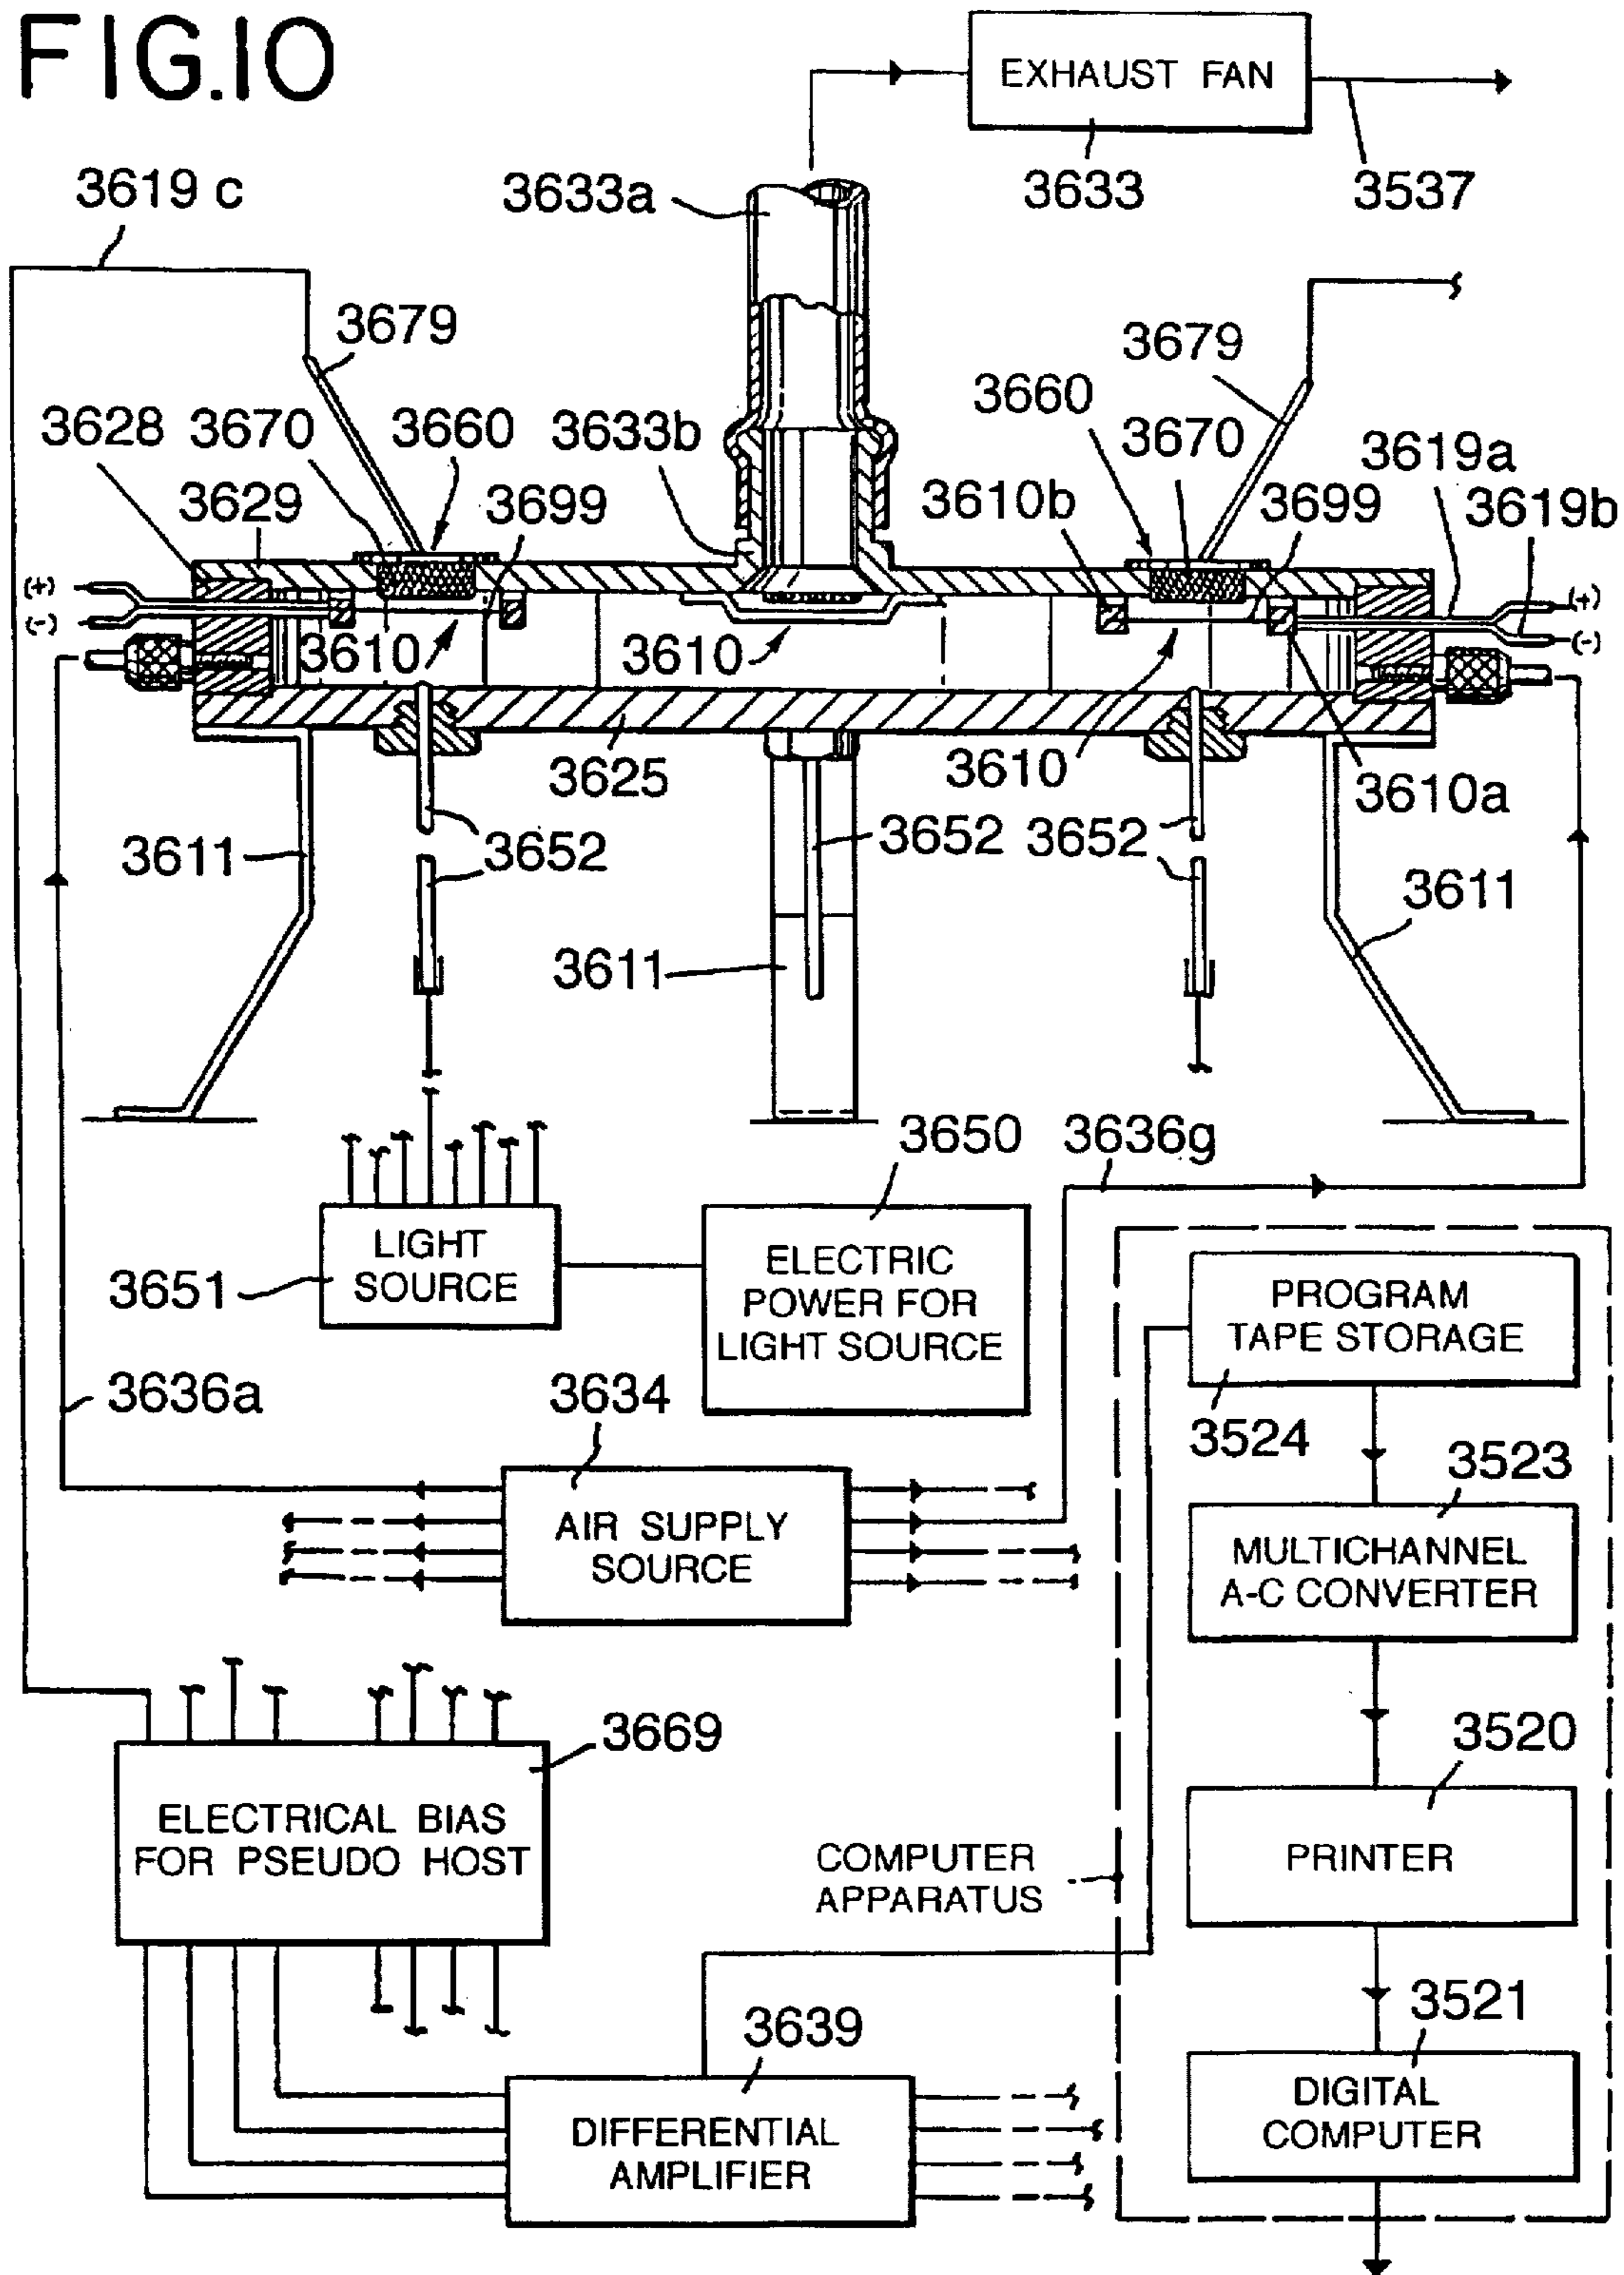 FIG.10
EXHAUST FAN
3633
3537
3619 c
3633a
3679
3679
3628
3670
3660
3633b
3660
3670
3619a
3629
3699
3610b
3699
3619b
(+)
(-)
(+)
(-)
3610
3610
3625
3610
3610a
3611
3652
3652
3652
3611
3611
3650
3636g
LIGHT
SOURCE
3651
ELECTRIC
POWER FOR
LIGHT SOURCE
PROGRAM
TAPE STORAGE
3636a
3634
3524
3523
AIR SUPPLY
SOURCE
MULTICHANNEL
A-C CONVERTER
3669
3520
ELECTRICAL BIAS
FOR PSEUDO HOST
COMPUTER
APPARATUS
PRINTER
3639
3521
DIFFERENTIAL
AMPLIFIER
DIGITAL
COMPUTER